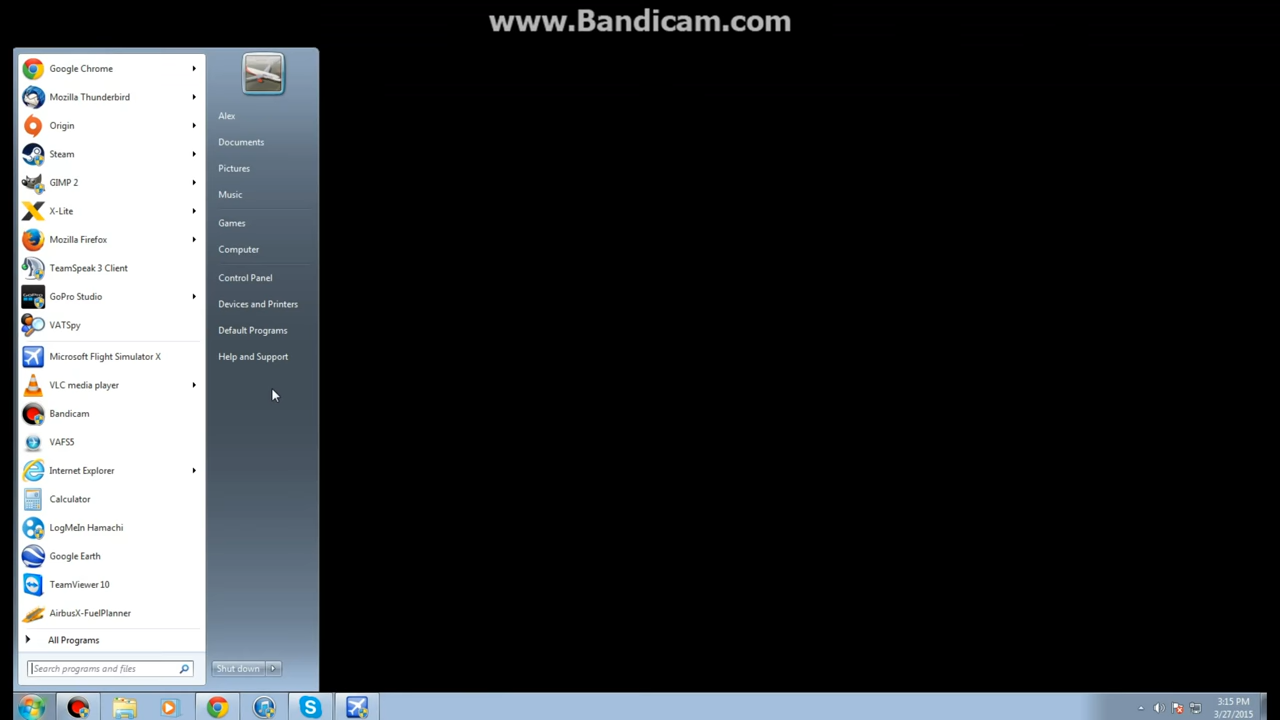 www.Bandicam.com
Google Chrome
Mozilla Thunderbird
Origin
Steam
GIMP 2
X-Lite
Mozilla Firefox
TeamSpeak 3 Client
GoPro Studio
VATSpy
Microsoft Flight Simulator X
VLC media player
Bandicam
VAFS5
Internet Explorer
Calculator
LogMeIn Hamachi
Google Earth
TeamViewer 10
AirbusX-FuelPlanner
All Programs
Search programs and files
Alex
Documents
Pictures
Music
Games
Computer
Control Panel
Devices and Printers
Default Programs
Help and Support
Shut down
3:15 PM
3/27/2015